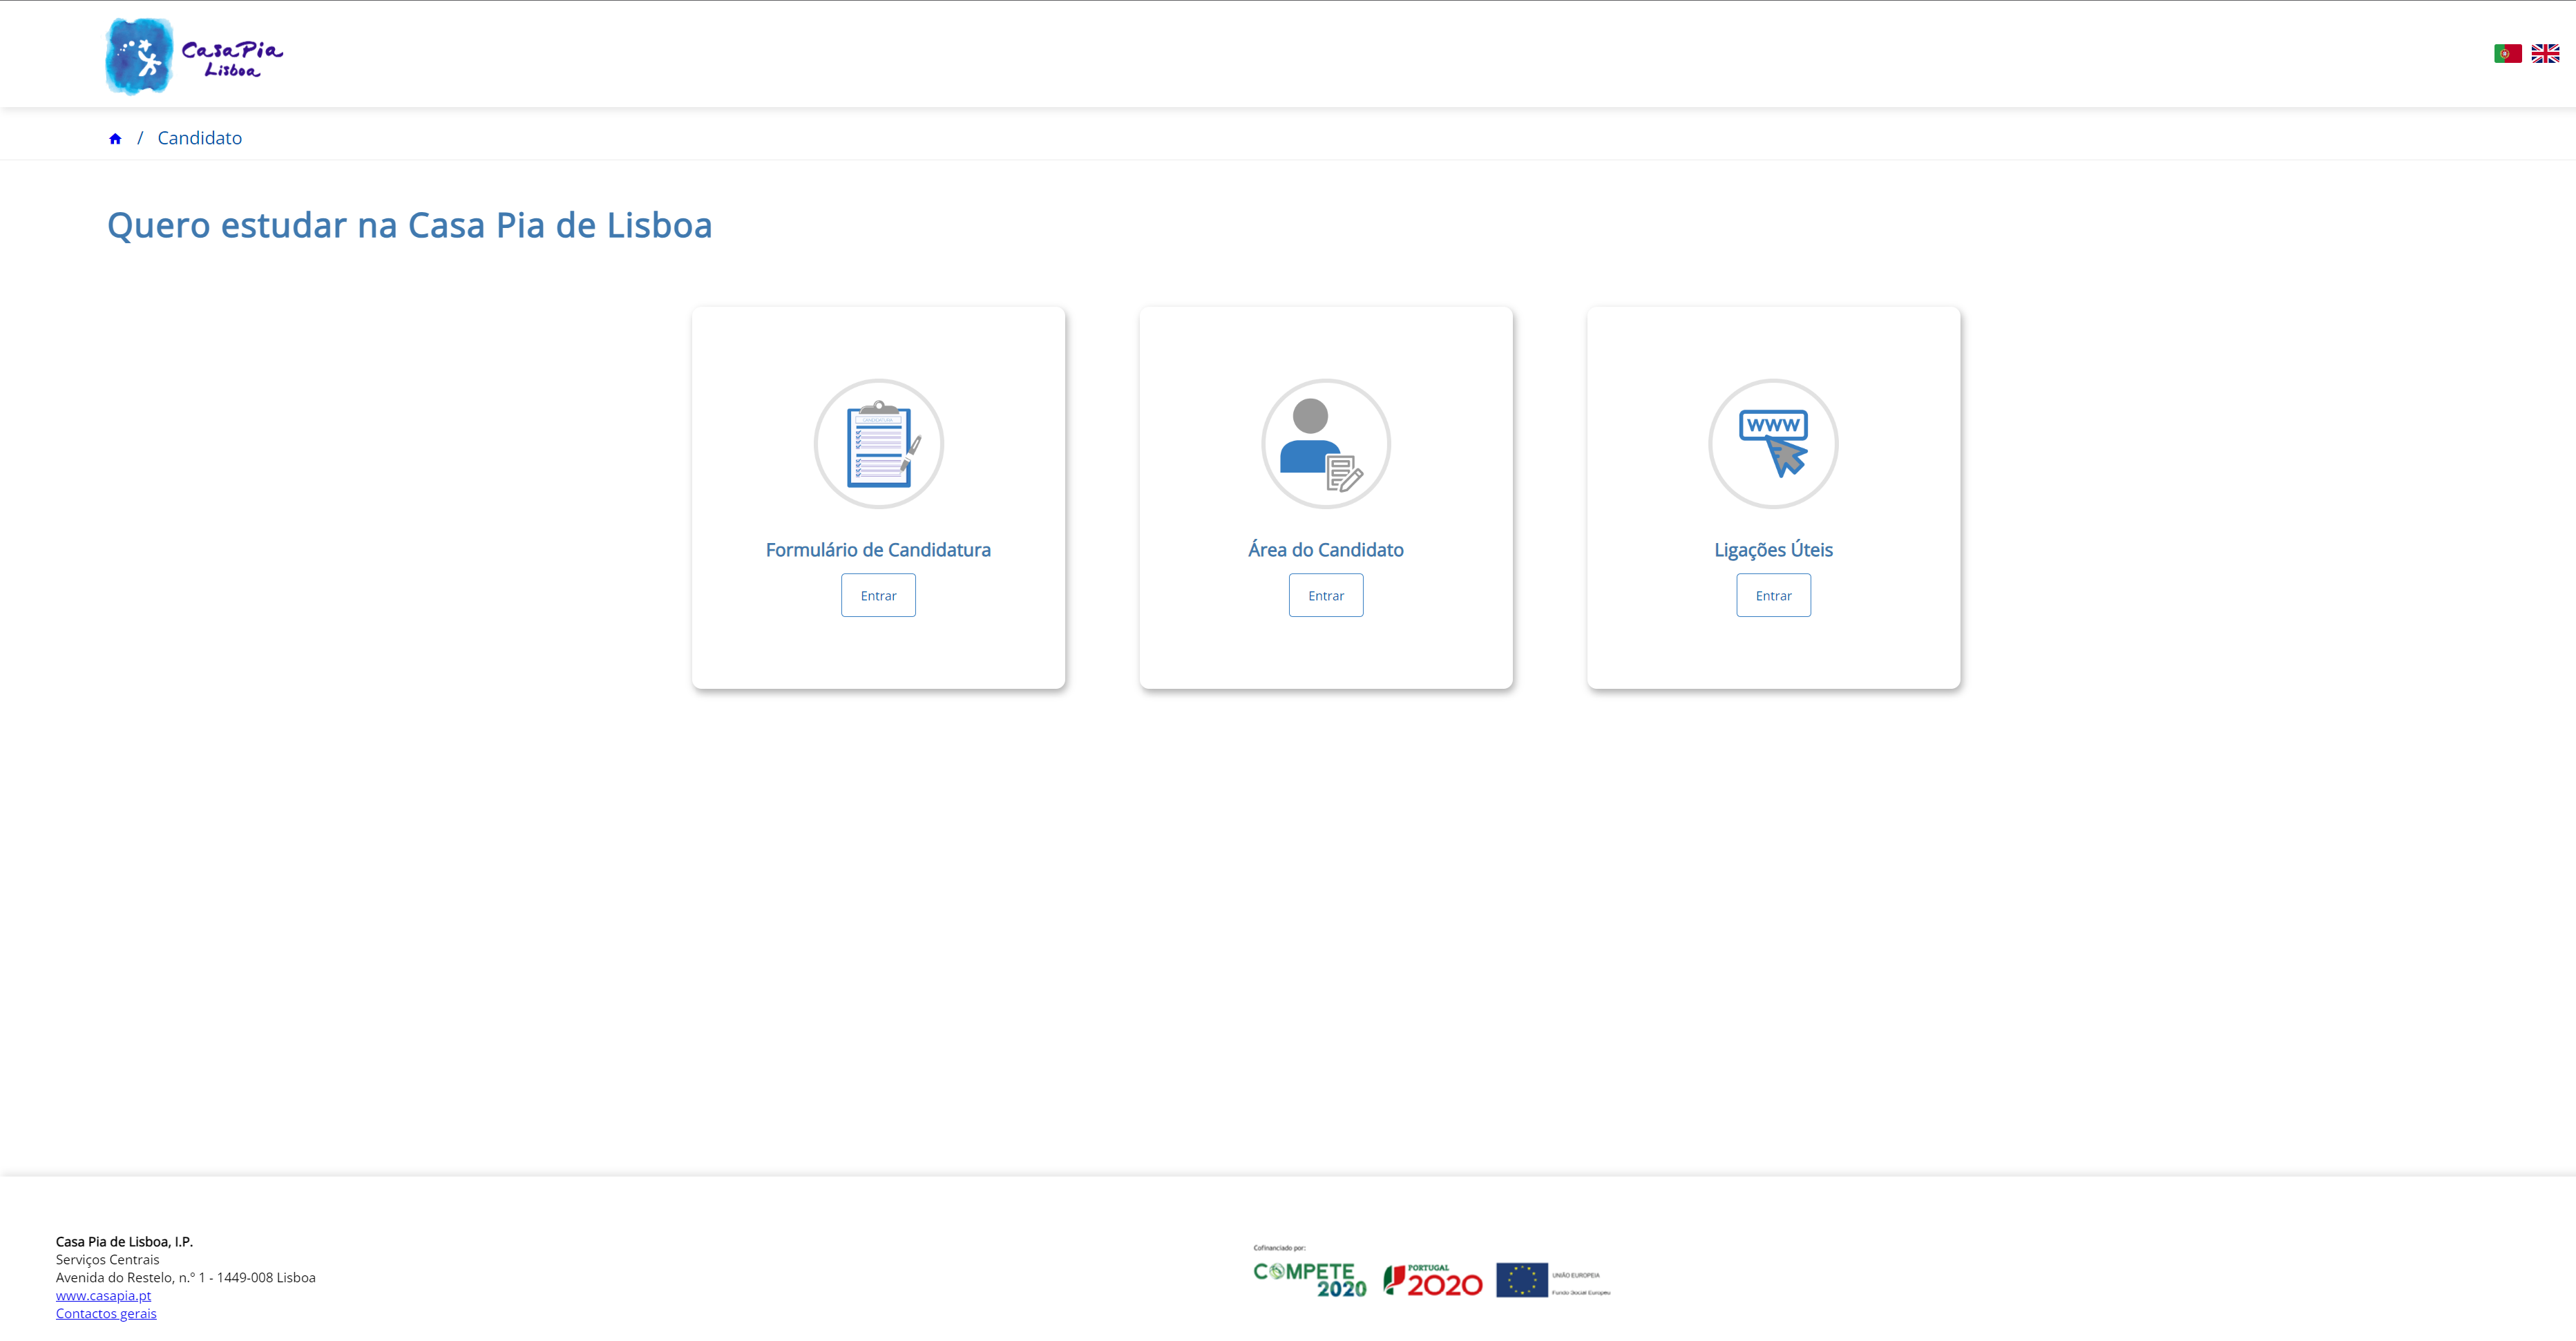 CasaPia
Lisboa
/ Candidato
Quero estudar na Casa Pia de Lisboa
CANDIDATURA
WWW
Formulário de Candidatura
Área do Candidato
Ligações Úteis
Entrar
Entrar
Entrar
Casa Pia de Lisboa, I.P.
Serviços Centrais
Avenida do Restelo, n.º 1 - 1449-008 Lisboa
www.casapia.pt
Contactos gerais
Cofinanciado por:
COMPETE
2020
PORTUGAL
2020
UNIÃO EUROPEIA
Fundo Social Europeu